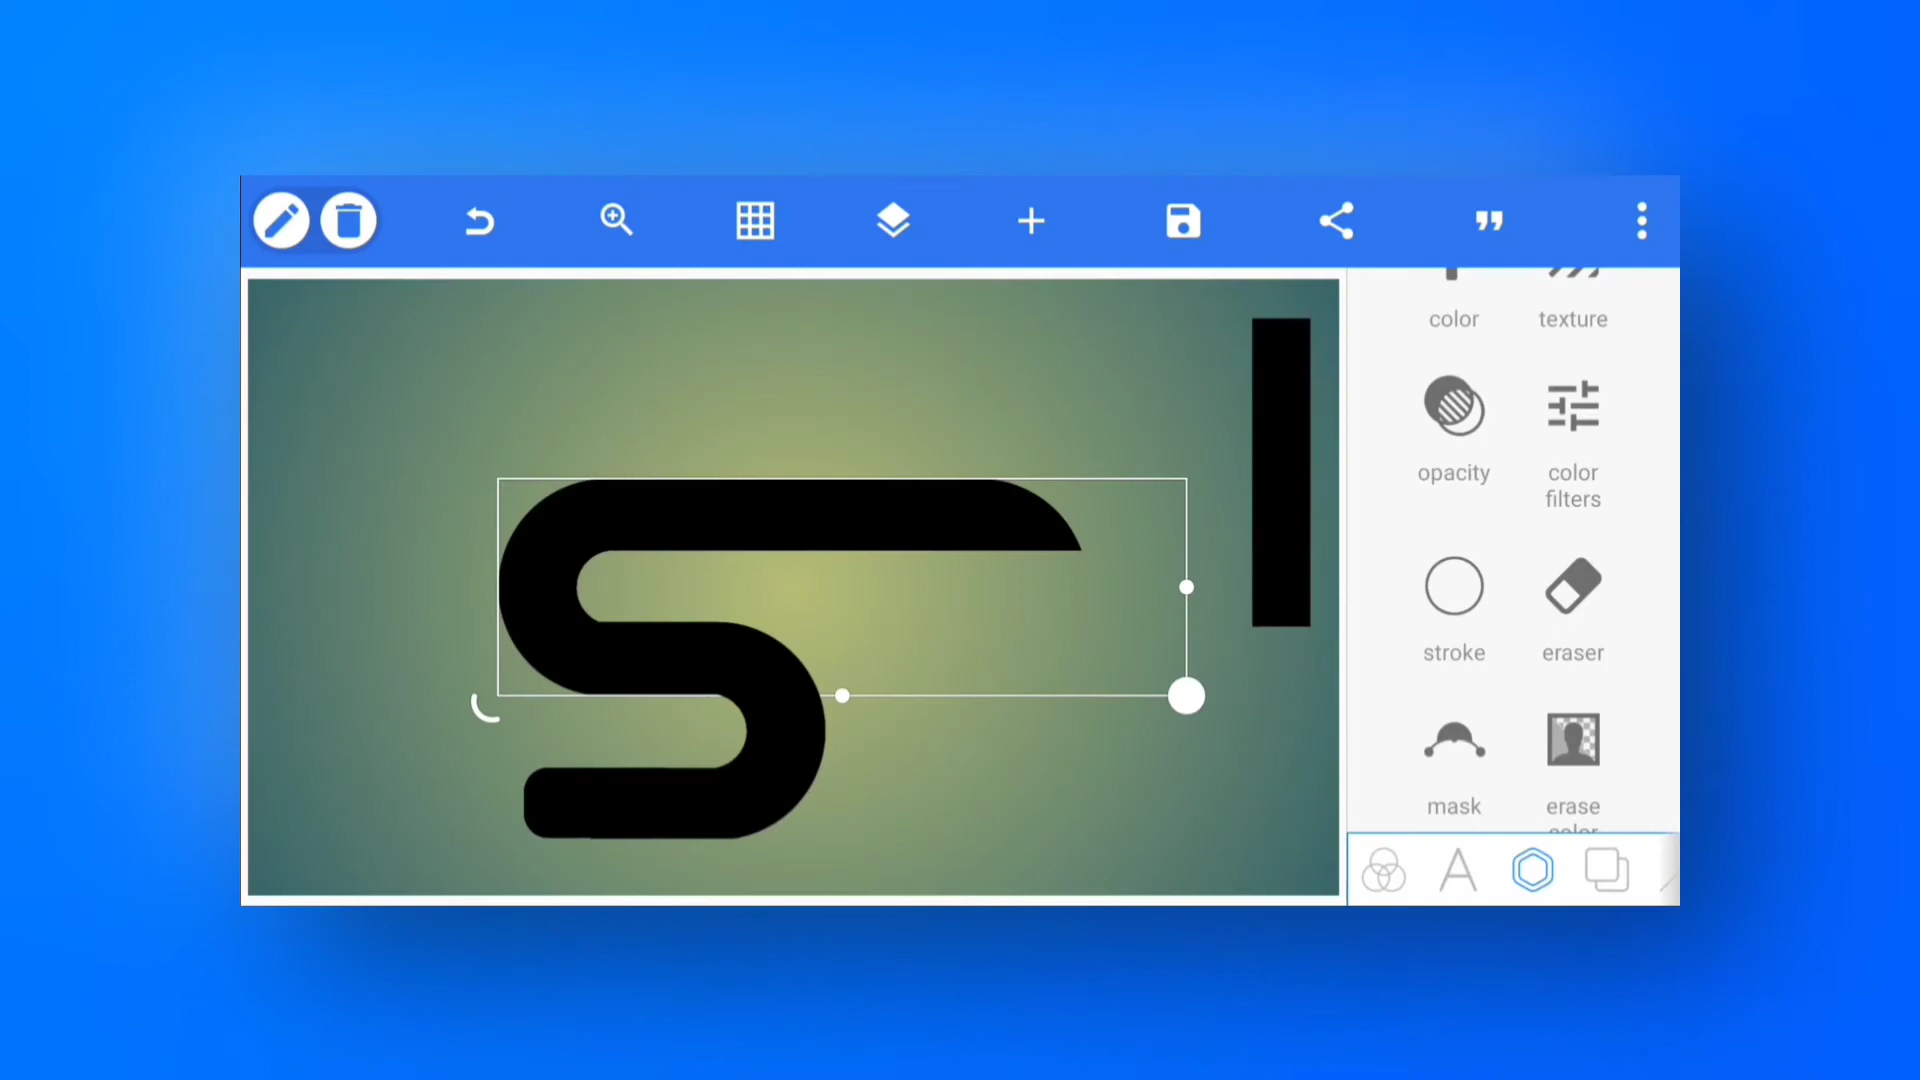 color
texture
opacity
color
filters
stroke
eraser
mask
erase
color
S